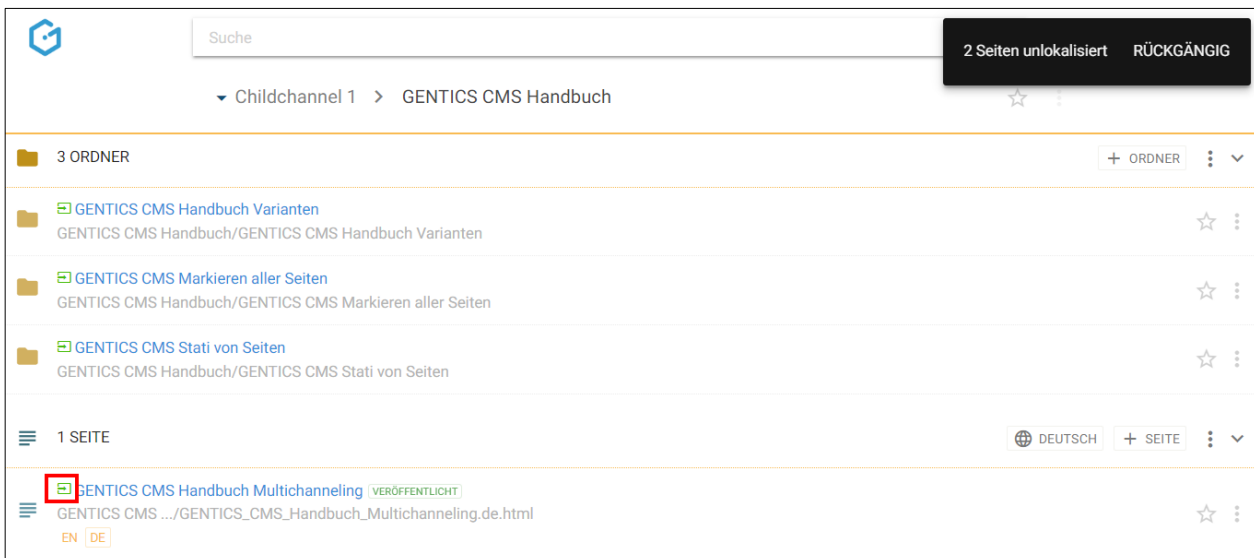 Suche
2 Seiten unlokalisiert RÜCKGÄNGIG
Childchannel 1 > GENTICS CMS Handbuch
3 ORDNER + ORDNER
GENTICS CMS Handbuch Varianten
GENTICS CMS Handbuch/GENTICS CMS Handbuch Varianten
GENTICS CMS Markieren aller Seiten
GENTICS CMS Handbuch/GENTICS CMS Markieren aller Seiten
GENTICS CMS Stati von Seiten
GENTICS CMS Handbuch/GENTICS CMS Stati von Seiten
1 SEITE DEUTSCH + SEITE
GENTICS CMS Handbuch Multichanneling VERÖFFENTLICHT
GENTICS CMS .../GENTICS_CMS_Handbuch_Multichanneling.de.html
EN DE